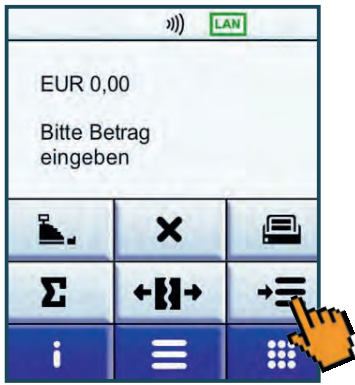 LAN
EUR 0,00
Bitte Betrag
eingeben
Σ
i